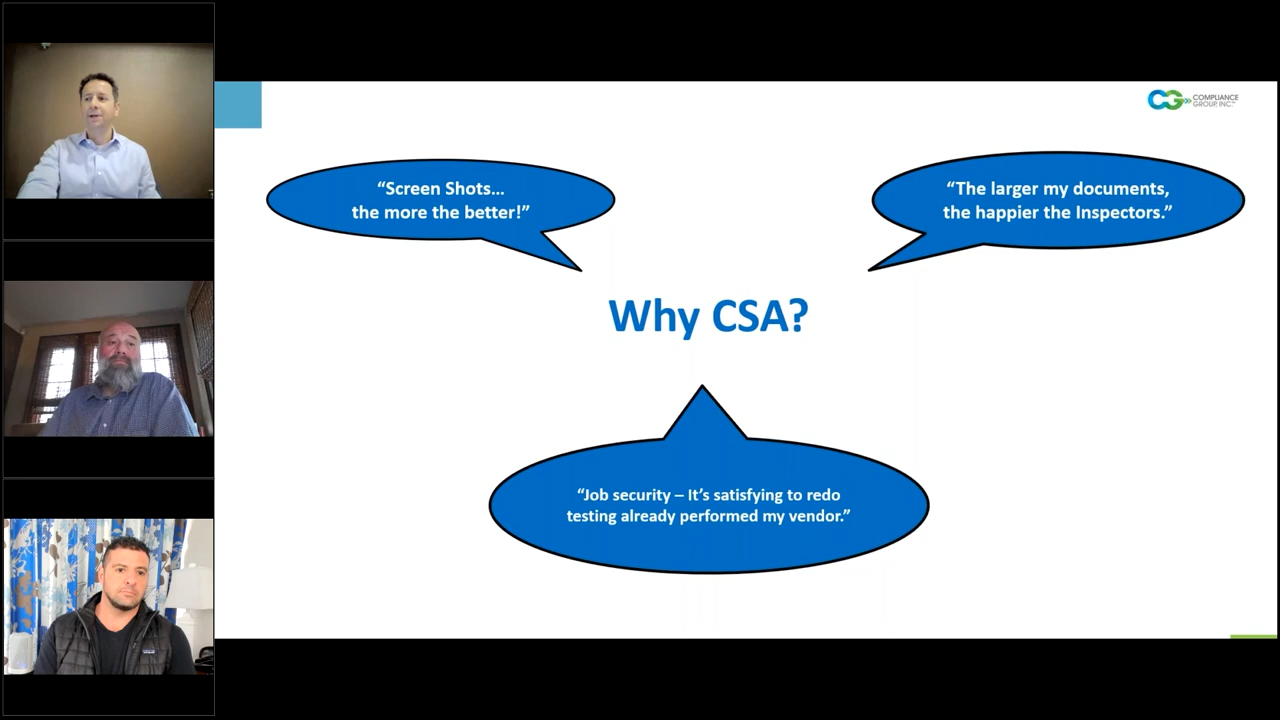 COMPLIANCE
GROUP, INC.™
“Screen Shots…
the more the better!”
“The larger my documents,
the happier the Inspectors.”
Why CSA?
“Job security – It’s satisfying to redo
testing already performed my vendor.”